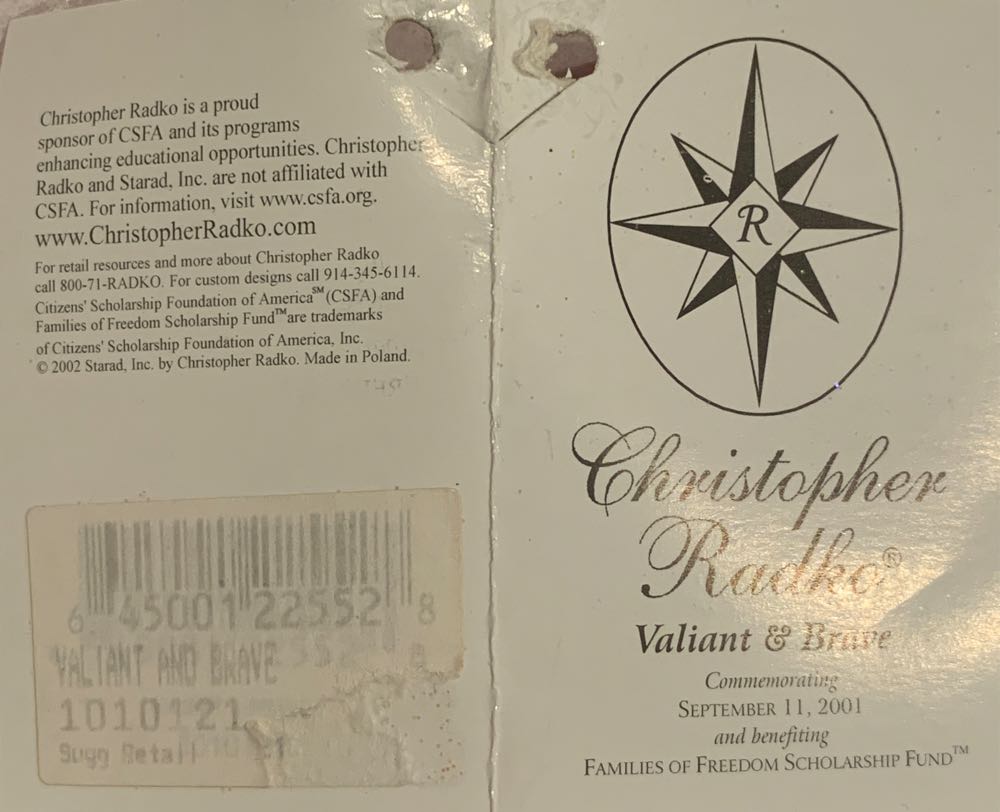 Christopher Radko is a proud
sponsor of CSFA and its programs
enhancing educational opportunities. Christopher
Radko and Starad, Inc. are not affiliated with
CSFA. For information, visit www.csfa.org.
www.ChristopherRadko.com
For retail resources and more about Christopher Radko
call 800-71-RADKO. For custom designs call 914-345-6114.
Citizens' Scholarship Foundation of America℠ (CSFA) and
Families of Freedom Scholarship Fund™ are trademarks
of Citizens' Scholarship Foundation of America, Inc.
© 2002 Starad, Inc. by Christopher Radko. Made in Poland.
6 45001 22552 8
VALIANT AND BRAVE
1010121
Sugg Retail
R
Christopher
Radko®
Valiant & Brave
Commemorating
SEPTEMBER 11, 2001
and benefiting
FAMILIES OF FREEDOM SCHOLARSHIP FUND™